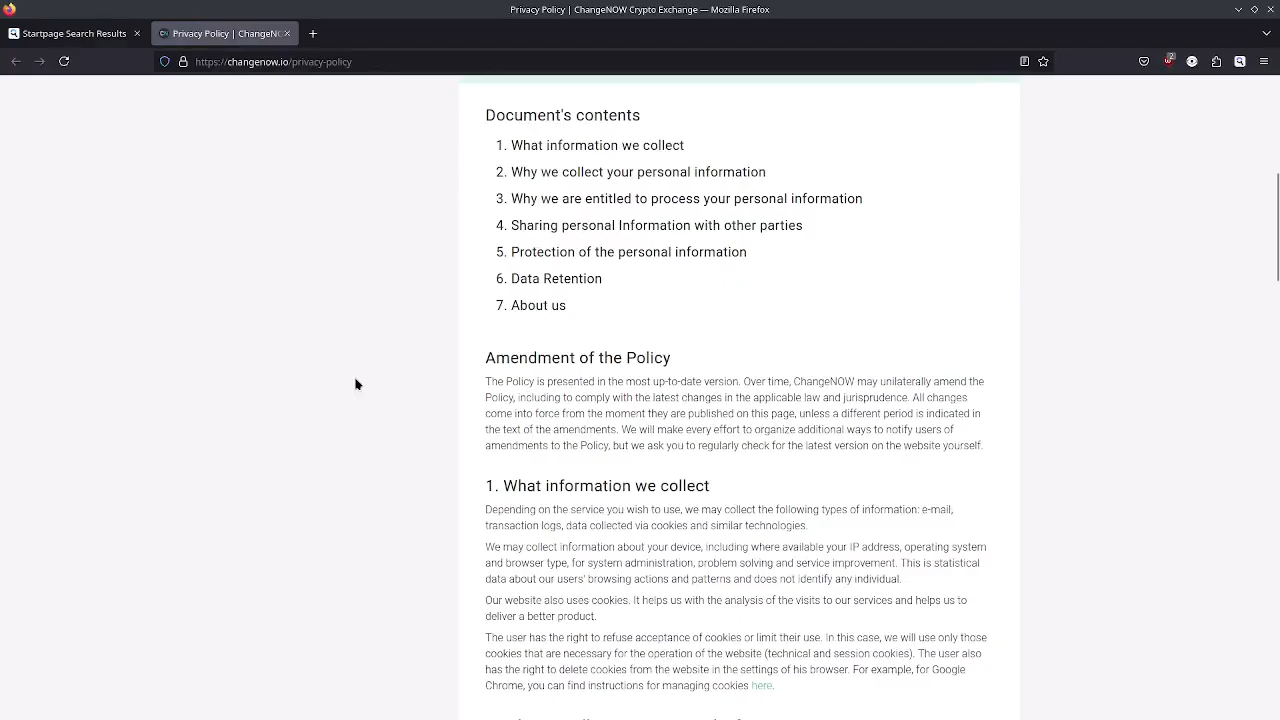 Privacy Policy | ChangeNOW Crypto Exchange — Mozilla Firefox
Startpage Search Results
Privacy Policy | ChangeNO
https://changenow.io/privacy-policy
2
Document's contents
1. What information we collect
2. Why we collect your personal information
3. Why we are entitled to process your personal information
4. Sharing personal Information with other parties
5. Protection of the personal information
6. Data Retention
7. About us
Amendment of the Policy
The Policy is presented in the most up-to-date version. Over time, ChangeNOW may unilaterally amend the
Policy, including to comply with the latest changes in the applicable law and jurisprudence. All changes
come into force from the moment they are published on this page, unless a different period is indicated in
the text of the amendments. We will make every effort to organize additional ways to notify users of
amendments to the Policy, but we ask you to regularly check for the latest version on the website yourself.
1. What information we collect
Depending on the service you wish to use, we may collect the following types of information: e-mail,
transaction logs, data collected via cookies and similar technologies.
We may collect information about your device, including where available your IP address, operating system
and browser type, for system administration, problem solving and service improvement. This is statistical
data about our users' browsing actions and patterns and does not identify any individual.
Our website also uses cookies. It helps us with the analysis of the visits to our services and helps us to
deliver a better product.
The user has the right to refuse acceptance of cookies or limit their use. In this case, we will use only those
cookies that are necessary for the operation of the website (technical and session cookies). The user also
has the right to delete cookies from the website in the settings of his browser. For example, for Google
Chrome, you can find instructions for managing cookies here.